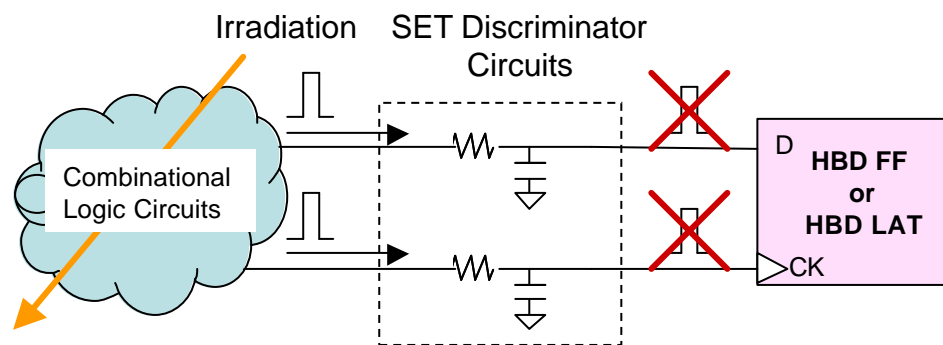 Irradiation
SET Discriminator
Circuits
Combinational
Logic Circuits
D
HBD FF
or
HBD LAT
CK